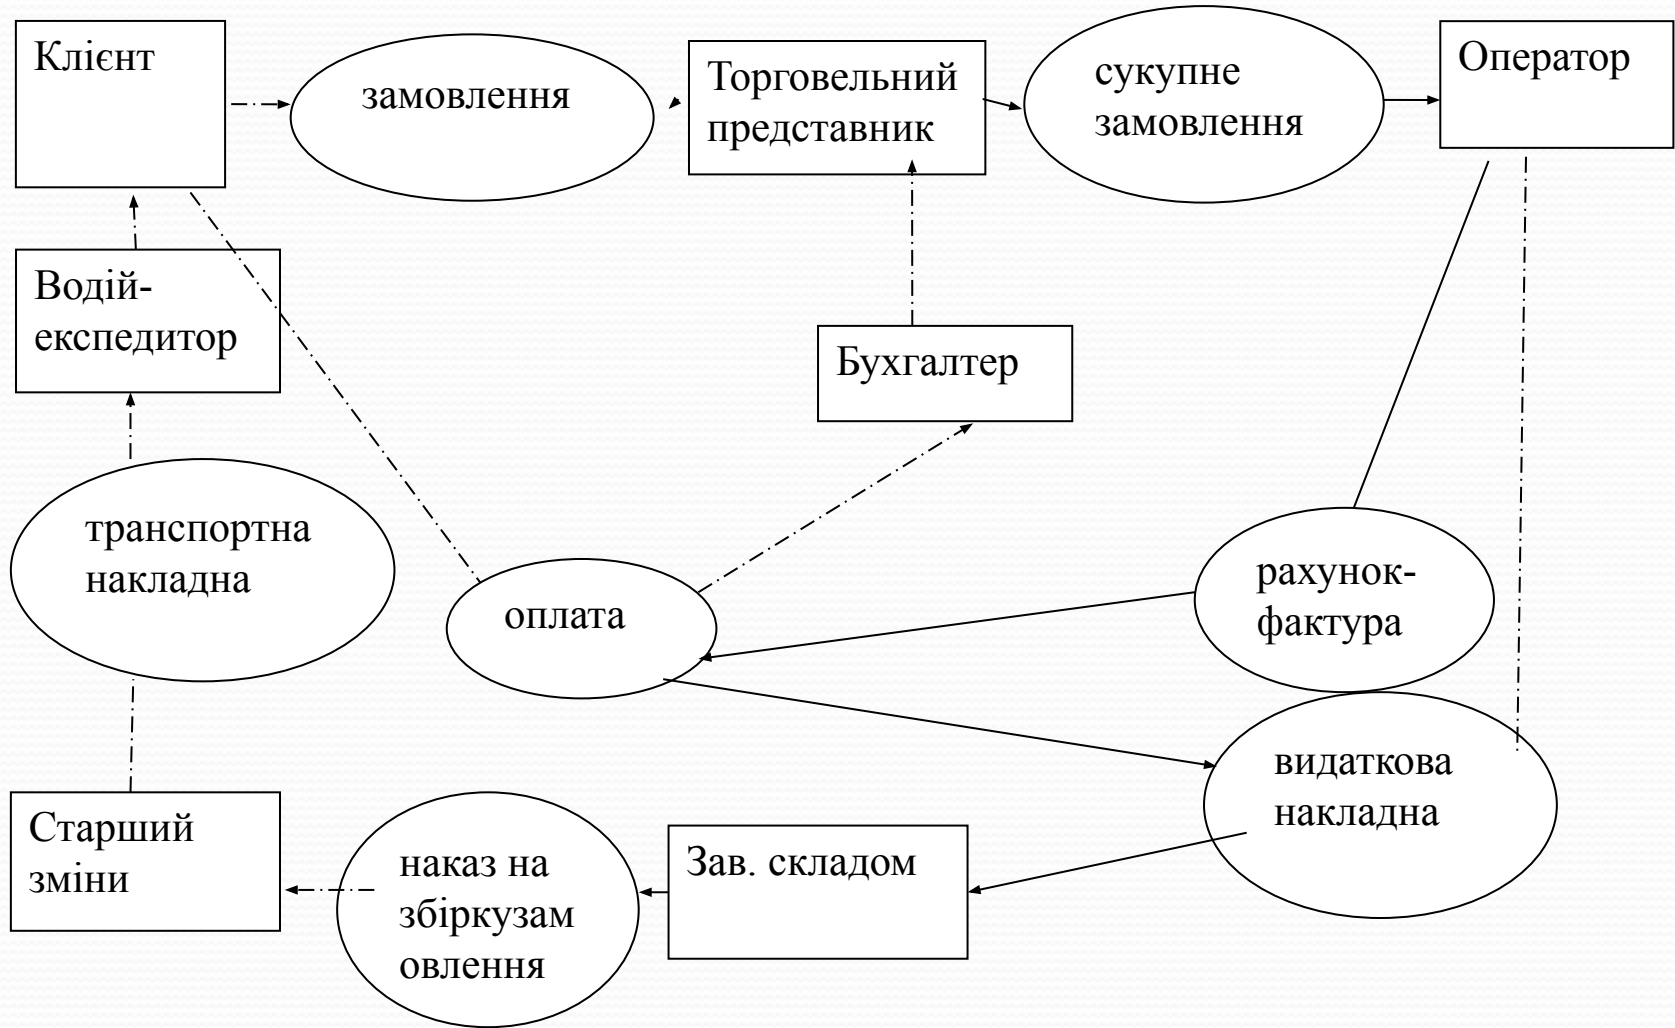 Клієнт
замовлення
Торговельний
представник
сукупне
замовлення
Оператор
Водій-
експедитор
Бухгалтер
транспортна
накладна
оплата
рахунок-
фактура
видаткова
накладна
Старший
зміни
наказ на
збіркузам
овлення
Зав. складом